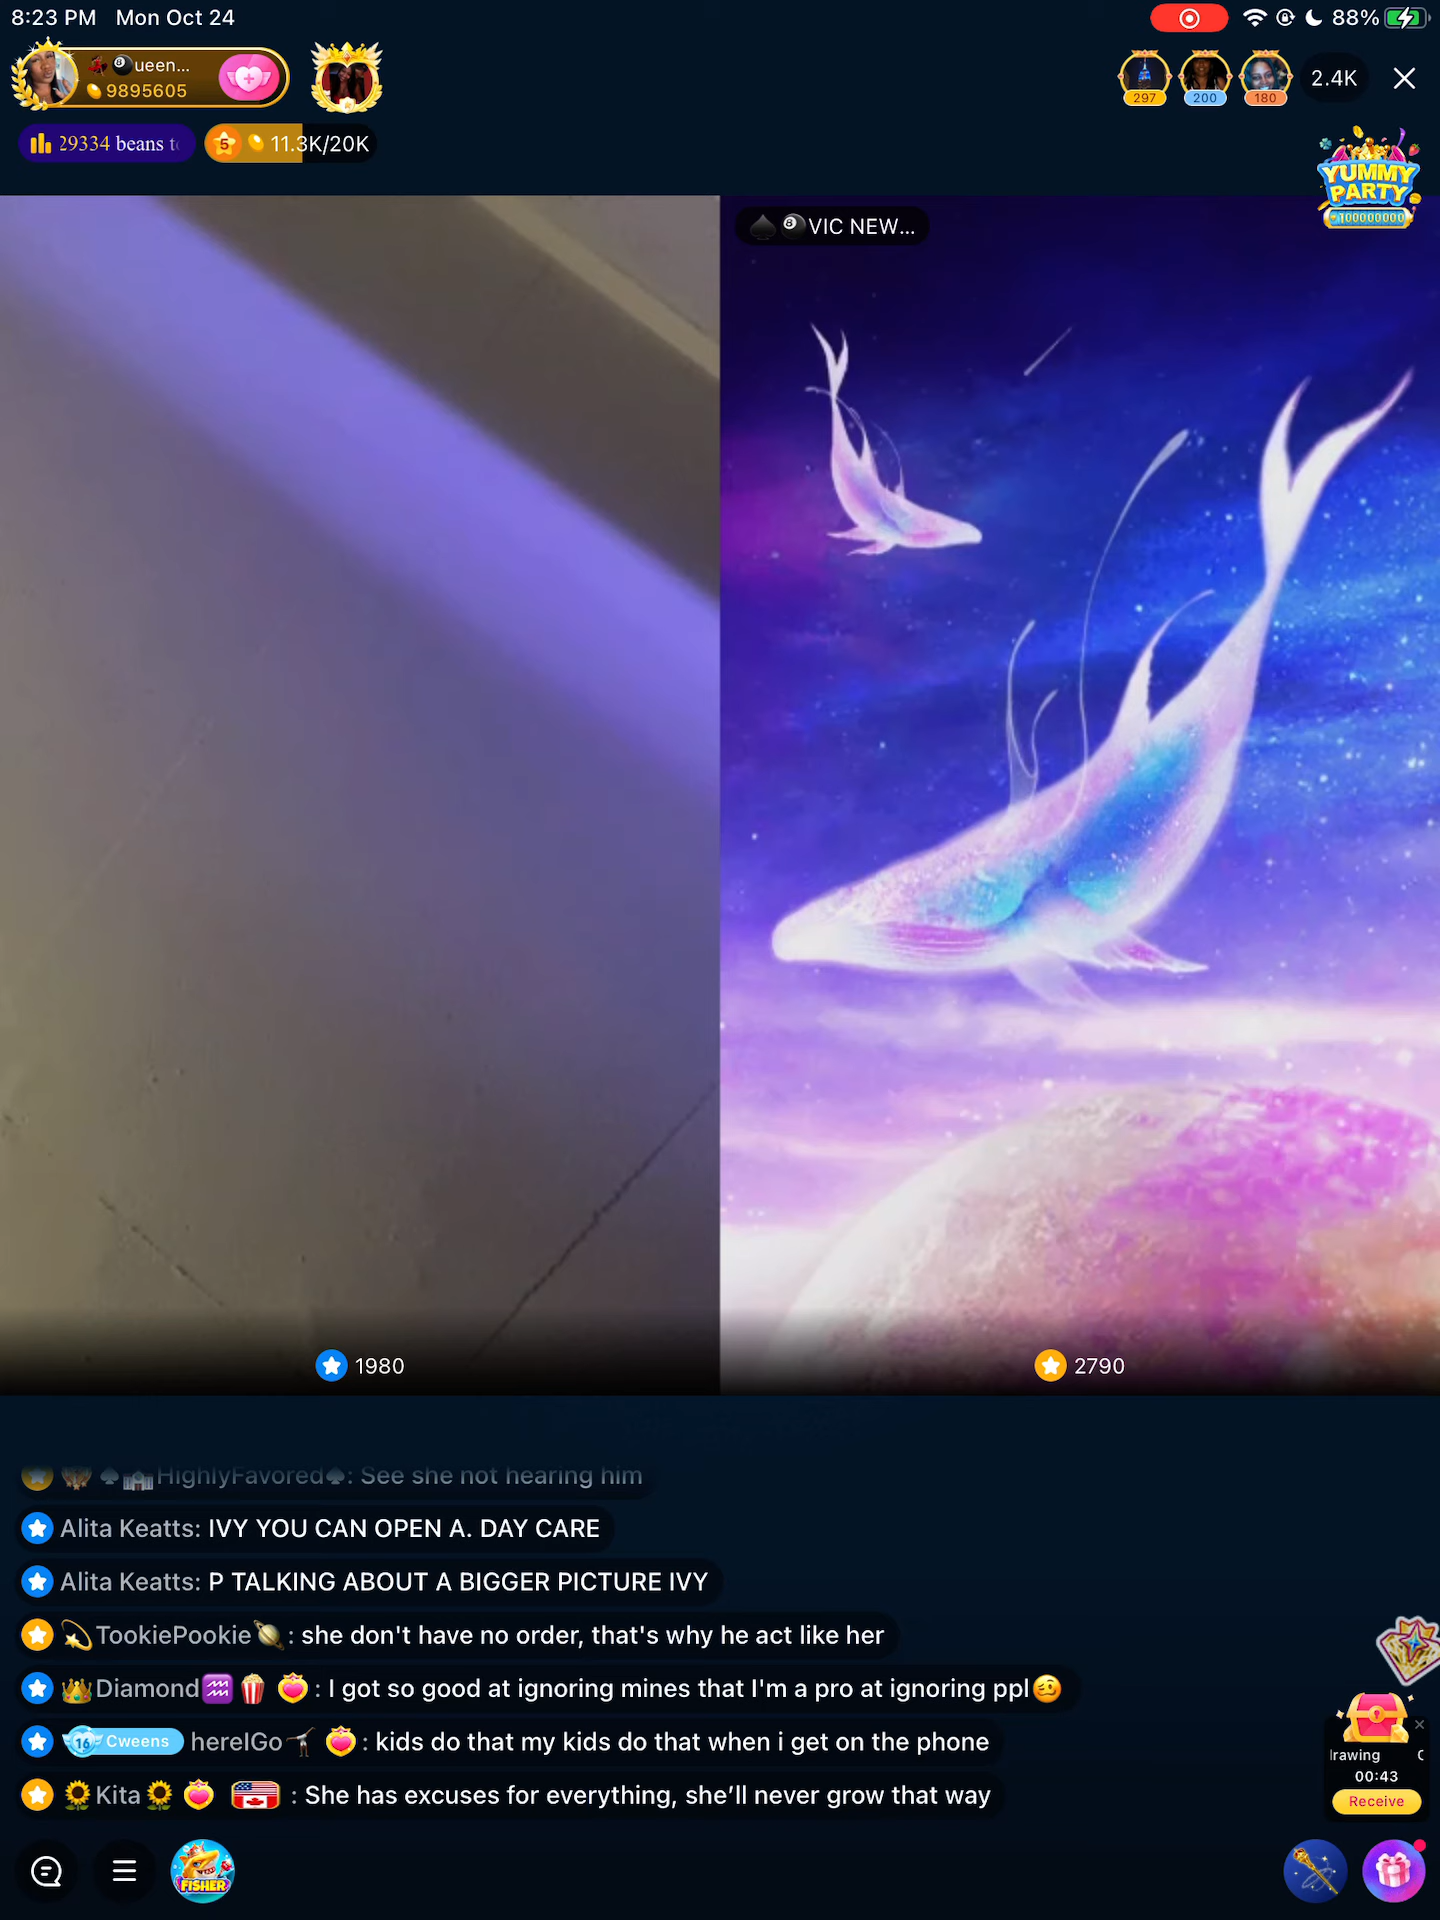 8:23 PM Mon Oct 24
88%
ueen...
9895605
297
200
180
2.4K
29334 beans t
5
11.3K/20K
YUMMY
PARTY
100000000
VIC NEW...
1980
2790
HighlyFavored♠: See she not hearing him
Alita Keatts: IVY YOU CAN OPEN A. DAY CARE
Alita Keatts: P TALKING ABOUT A BIGGER PICTURE IVY
💫TookiePookie🪐: she don't have no order, that's why he act like her
👑Diamond♒🍿 : I got so good at ignoring mines that I'm a pro at ignoring ppl🥴
16 Cweens hereIGo : kids do that my kids do that when i get on the phone
🌻Kita🌻 : She has excuses for everything, she’ll never grow that way
rawing
00:43
Receive
FISHER